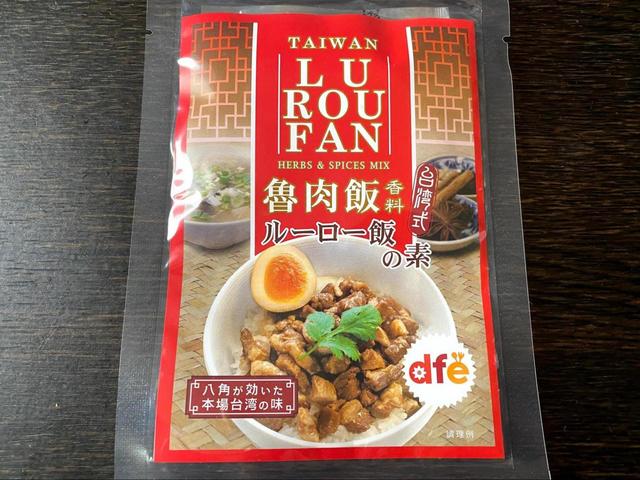 TAIWAN
LU
ROU
FAN
HERBS & SPICES MIX
魯肉飯香料
台湾式
ルーロー飯
の素
dfe
八角が効いた
本場台湾の味
調理例